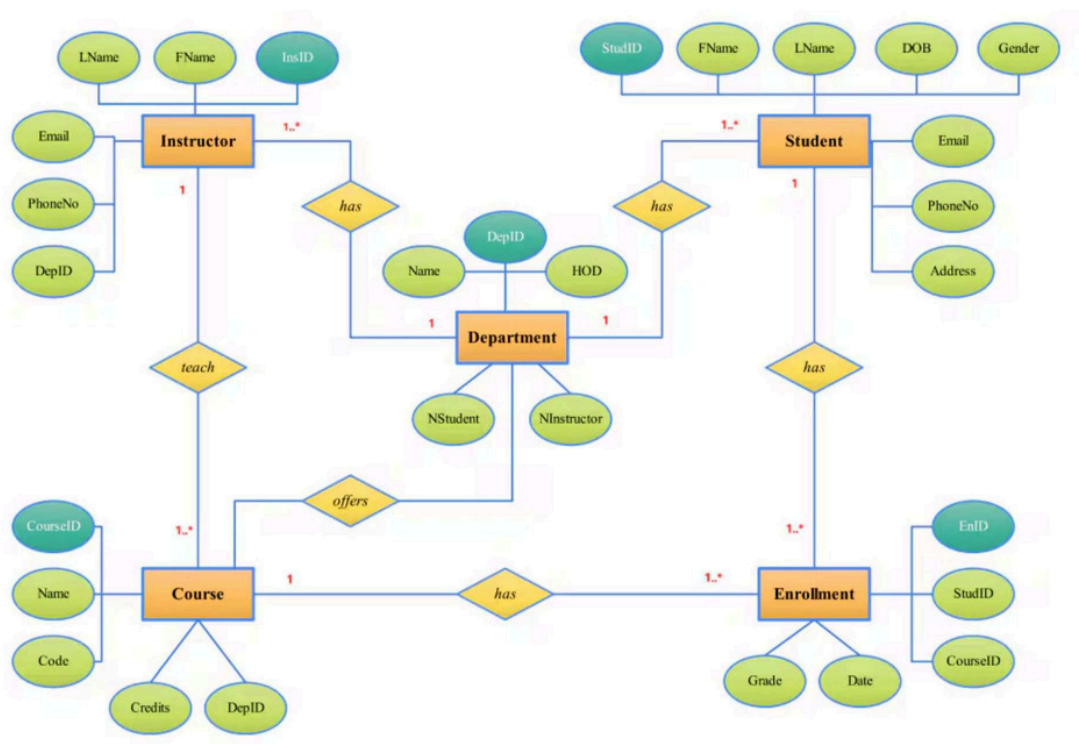 LName
FName
InsID
StudID
FName
LName
DOB
Gender
Email
Instructor
1..*
1..*
Student
Email
PhoneNo
1
has
has
1
PhoneNo
DepID
DepID
Name
HOD
Address
1
Department
1
teach
has
NStudent
NInstructor
offers
CourseID
1..*
1..*
EnID
Name
Course
1
has
1..*
Enrollment
StudID
Code
CourseID
Credits
DepID
Grade
Date